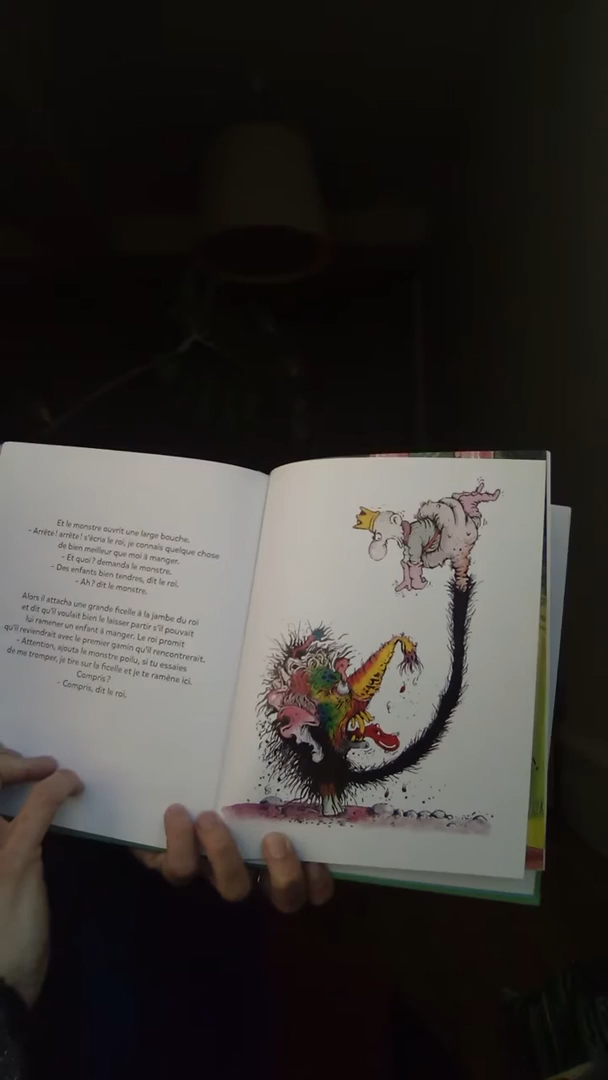 Et le monstre ouvrit une large bouche.
- Arrête ! arrête ! s'écria le roi, je connais quelque chose
de bien meilleur que moi à manger.
- Et quoi ? demanda le monstre.
- Des enfants bien tendres, dit le roi.
- Ah ? dit le monstre.
Alors il attacha une grande ficelle à la jambe du roi
et dit qu'il voulait bien le laisser partir s'il pouvait
lui ramener un enfant à manger. Le roi promit
qu'il reviendrait avec le premier gamin qu'il rencontrerait.
- Attention, ajouta le monstre poilu, si tu essaies
de me tromper, je tire sur la ficelle et je te ramène ici.
Compris ?
- Compris, dit le roi.